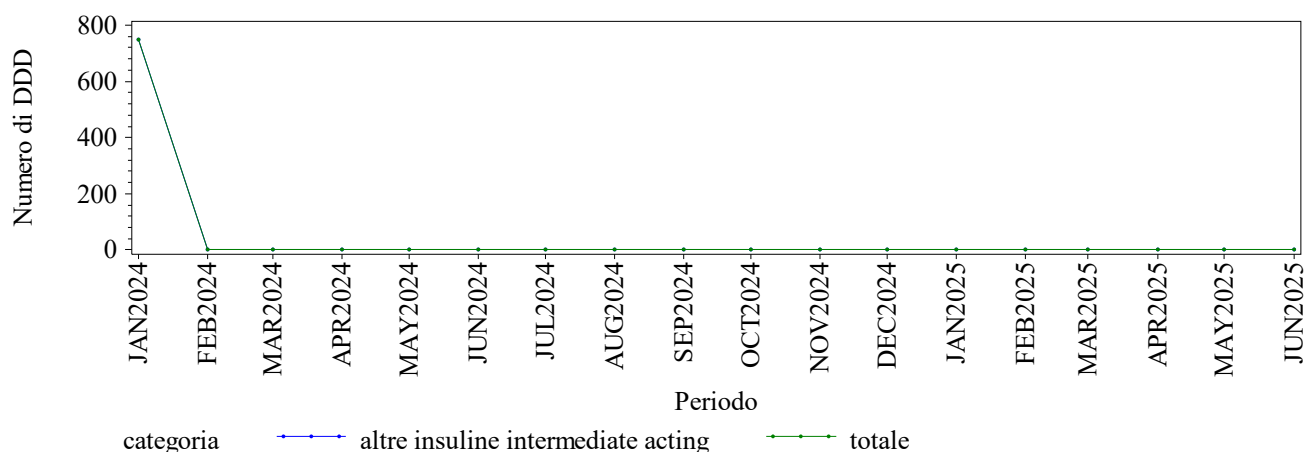 800
600
400
200
0
Numero di DDD
JAN2024
FEB2024
MAR2024
APR2024
MAY2024
JUN2024
JUL2024
AUG2024
SEP2024
OCT2024
NOV2024
DEC2024
JAN2025
FEB2025
MAR2025
APR2025
MAY2025
JUN2025
Periodo
categoria altre insuline intermediate acting totale